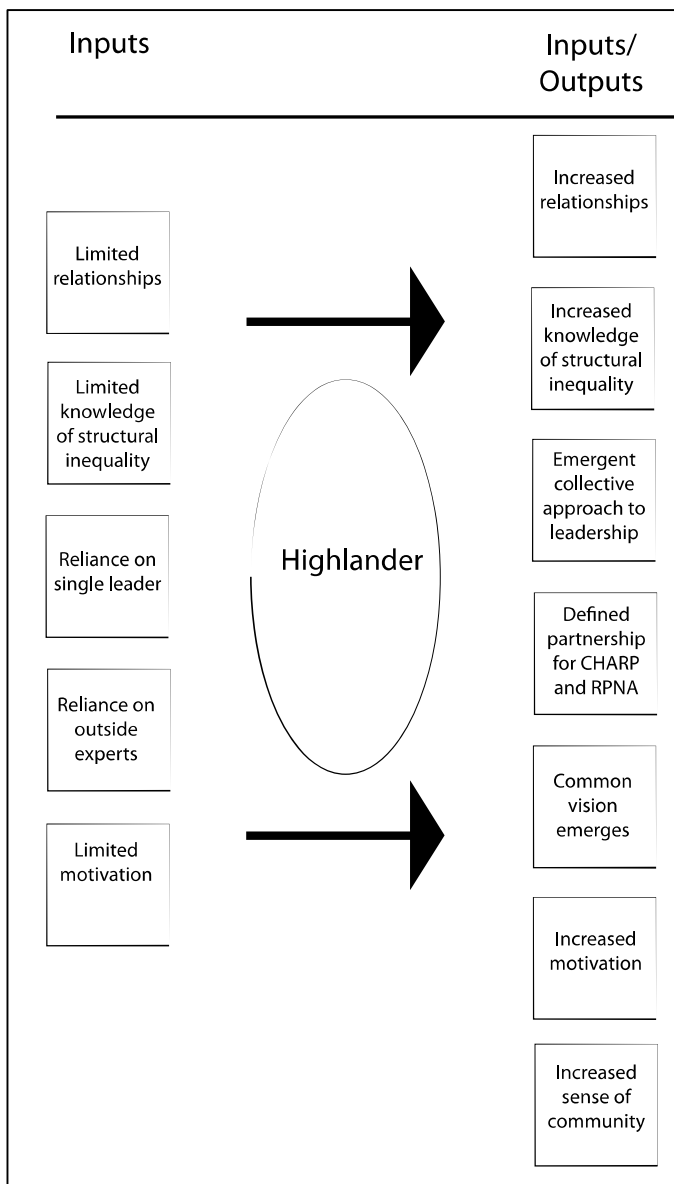 Inputs
Inputs/
Outputs
Limited
relationships
Limited
knowledge
of structural
inequality
Reliance on
single leader
Reliance on
outside
experts
Limited
motivation
Highlander
Increased
relationships
Increased
knowledge
of structural
inequality
Emergent
collective
approach to
leadership
Defined
partnership
for CHARP
and RPNA
Common
vision
emerges
Increased
motivation
Increased
sense of
community